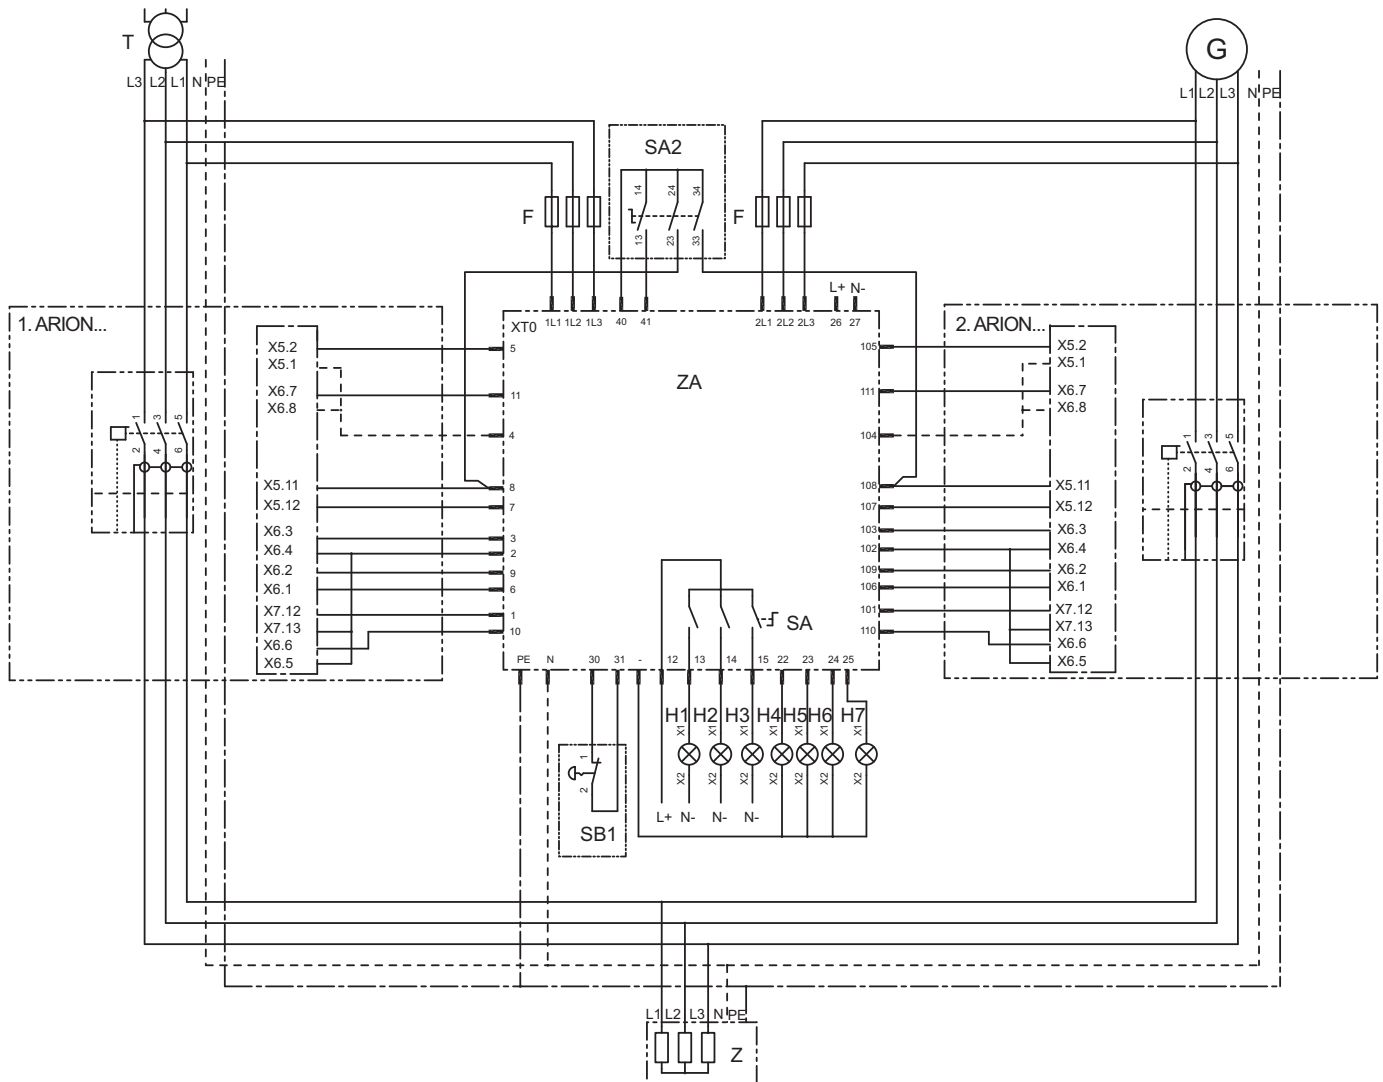 T
G
L3 L2 L1 N PE
L1 L2 L3 N PE
SA2
14 24 34
13 23 33
F
F
L+ N-
1. ARION...
2. ARION...
XT0
1L1 1L2 1L3 40 41 2L1 2L2 2L3 26 27
ZA
X5.2 5 105 X5.2
X5.1 X5.1
X6.7 11 111 X6.7
X6.8 X6.8
4 104
1 3 5
2 4 6
1 3 5
2 4 6
X5.11 8 108 X5.11
X5.12 7 107 X5.12
X6.3 3 103 X6.3
X6.4 2 102 X6.4
X6.2 9 109 X6.2
X6.1 6 106 X6.1
X7.12 1 101 X7.12
X7.13 X7.13
10 110
X6.6 X6.6
X6.5 X6.5
SA
PE N 30 31 - 12 13 14 15 22 23 24 25
H1 H2 H3 H4 H5 H6 H7
X1 X1 X1 X1 X1 X1 X1
X2 X2 X2 X2 X2 X2 X2
1
2
L+ N- N- N-
SB1
L1 L2 L3 N PE
Z